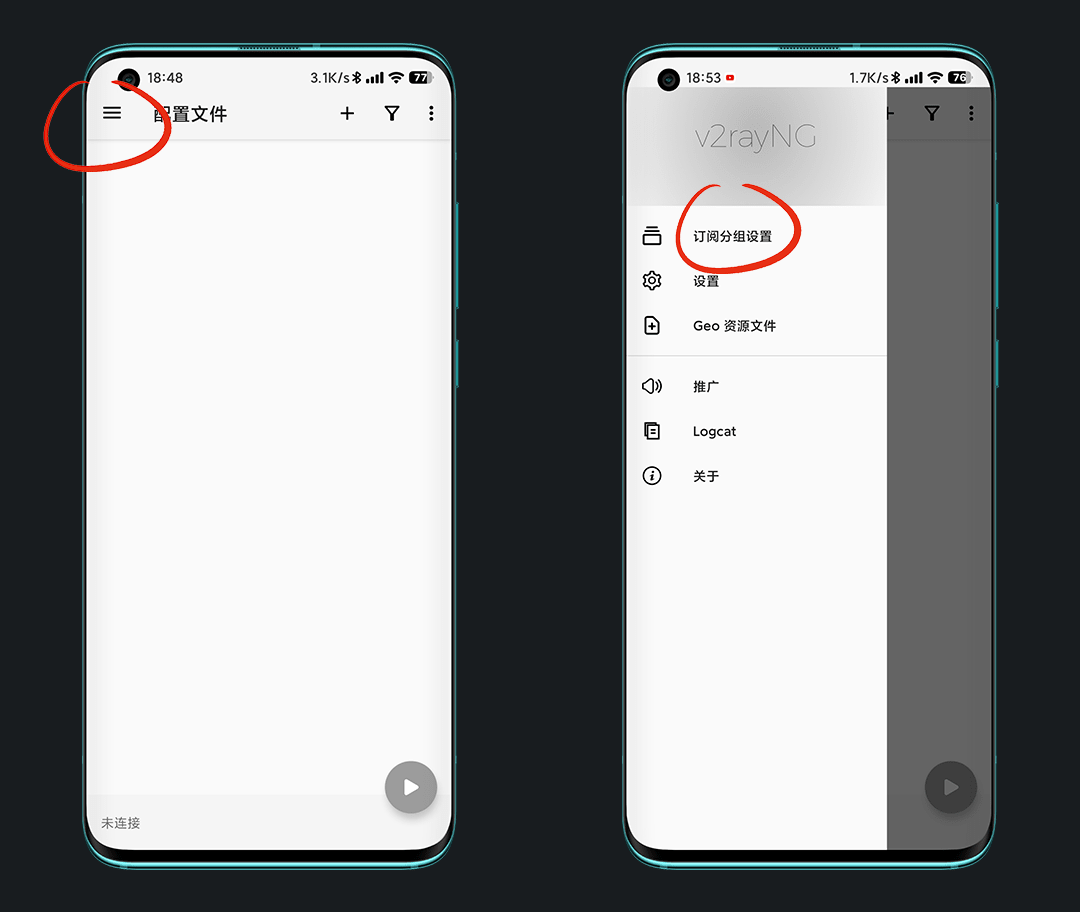 18:48 3.1K/s 77
配置文件
未连接
18:53 1.7K/s 76
v2rayNG
订阅分组设置
设置
Geo 资源文件
推广
Logcat
关于